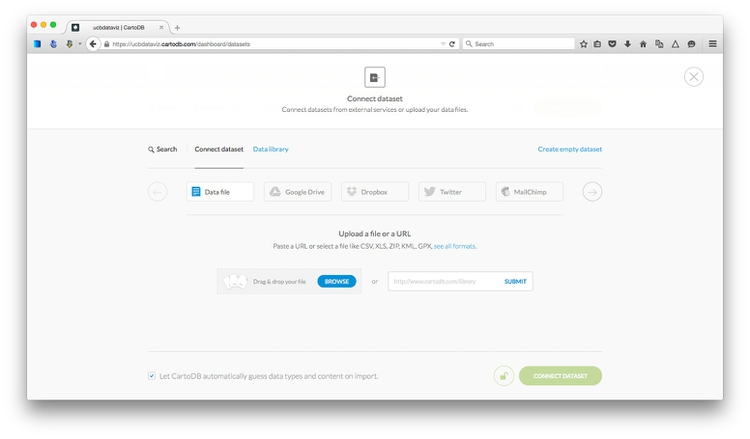 ucbdataviz | CartoDB
https://ucbdataviz.cartodb.com/dashboard/datasets
Search
Connect dataset
Connect datasets from external services or upload your data files.
Search
Connect dataset
Data library
Create empty dataset
Data file
Google Drive
Dropbox
Twitter
MailChimp
Upload a file or a URL
Paste a URL or select a file like CSV, XLS, ZIP, KML, GPX, see all formats.
Drag & drop your file
BROWSE
or
http://www.cartodb.com/library
SUBMIT
Let CartoDB automatically guess data types and content on import.
CONNECT DATASET